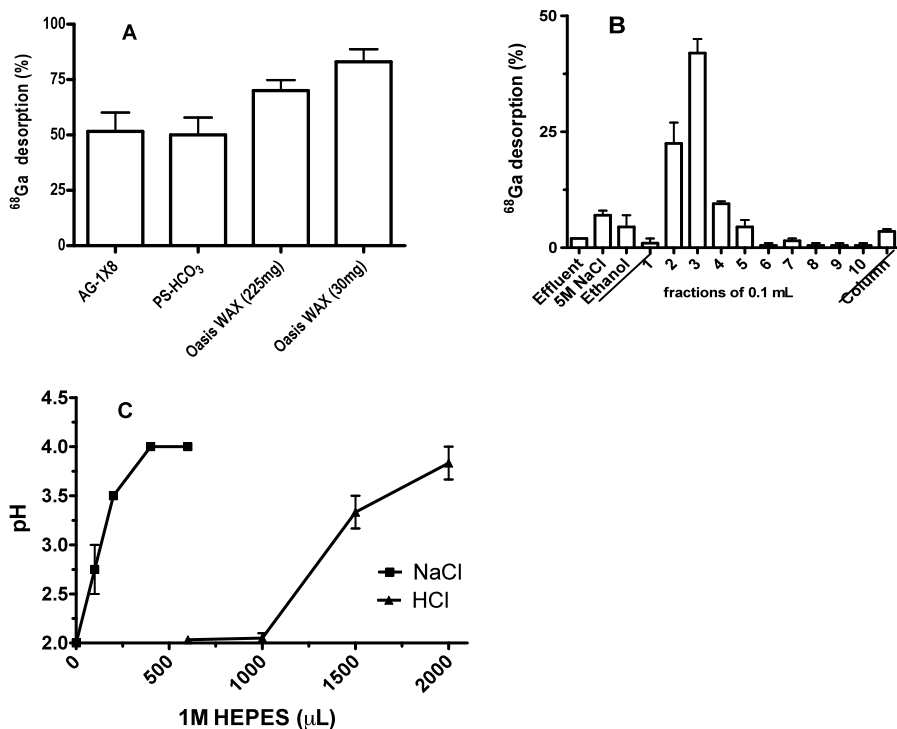 A
⁶⁸Ga desorption (%)
100
75
50
25
0
AG-1X8
PS-HCO₃
Oasis WAX (225mg)
Oasis WAX (30mg)
B
⁶⁸Ga desorption (%)
50
25
0
Effluent
5M NaCl
Ethanol
1
2
3
4
5
6
7
8
9
10
Column
fractions of 0.1 mL
C
pH
4.5
4.0
3.5
3.0
2.5
2.0
NaCl
HCl
0
500
1000
1500
2000
1M HEPES (μL)